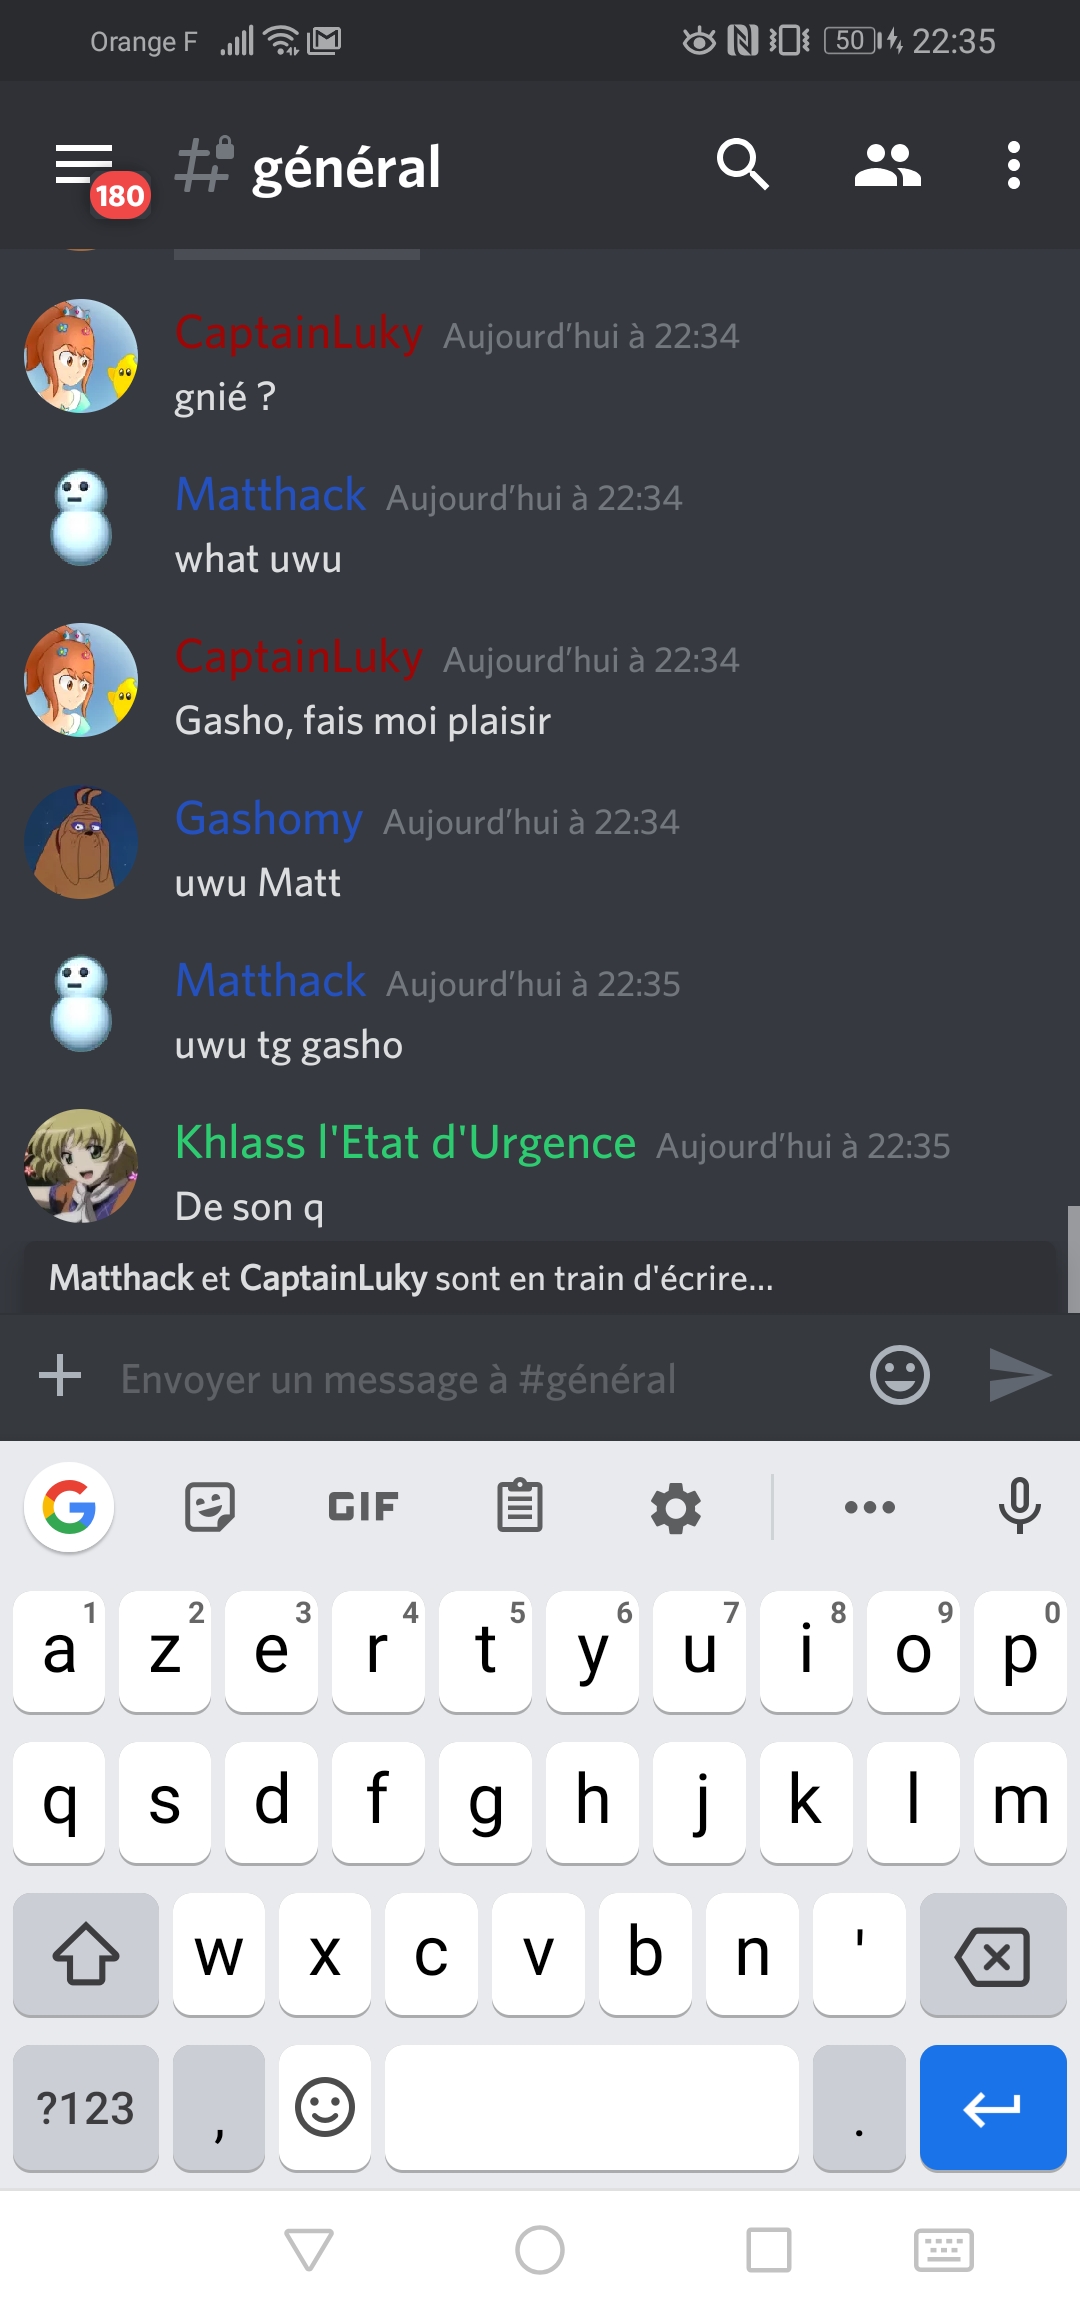 Orange F 50 22:35
180 général
CaptainLuky Aujourd’hui à 22:34
gnié ?
Matthack Aujourd’hui à 22:34
what uwu
CaptainLuky Aujourd’hui à 22:34
Gasho, fais moi plaisir
Gashomy Aujourd’hui à 22:34
uwu Matt
Matthack Aujourd’hui à 22:35
uwu tg gasho
Khlass l'Etat d'Urgence Aujourd’hui à 22:35
De son q
Matthack et CaptainLuky sont en train d'écrire...
Envoyer un message à #général
G GIF
1 2 3 4 5 6 7 8 9 0
a z e r t y u i o p
q s d f g h j k l m
w x c v b n '
?123 , .